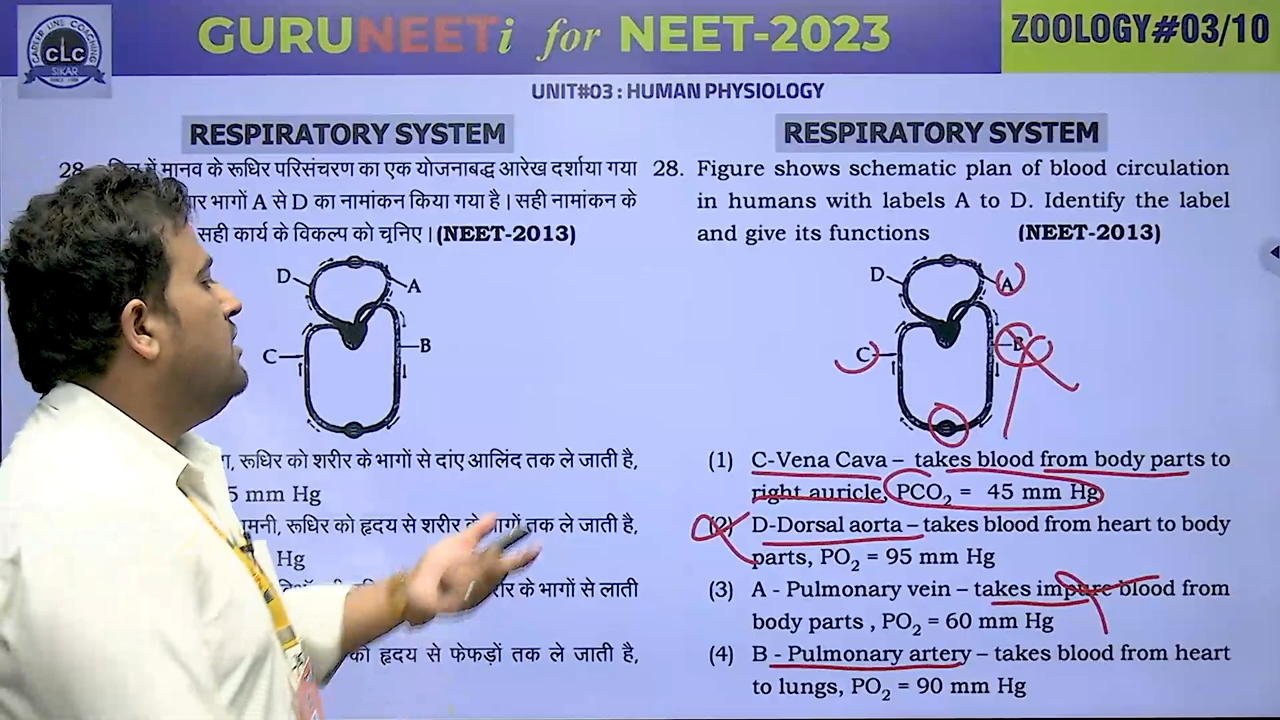 CAREER LINE COACHING
CLC
SIKAR
GURUNEETi for NEET-2023
ZOOLOGY#03/10
UNIT#03 : HUMAN PHYSIOLOGY
RESPIRATORY SYSTEM
28. में मानव के रूधिर परिसंचरण का एक योजनाबद्ध आरेख दर्शाया गया
भागों A से D का नामांकन किया गया है। सही नामांकन के
सही कार्य के विकल्प को चुनिए। (NEET-2013)
D
A
C
B
रूधिर को शरीर के भागों से दांए आलिंद तक ले जाती है,
5 mm Hg
रूधिर को हृदय से शरीर के भागों तक ले जाता है,
Hg
के भागों से लाती
को हृदय से फेफड़ों तक ले जाता है,
RESPIRATORY SYSTEM
28. Figure shows schematic plan of blood circulation
in humans with labels A to D. Identify the label
and give its functions (NEET-2013)
D
A
C
B
(1) C-Vena Cava – takes blood from body parts to
right auricle, PCO₂ = 45 mm Hg
(2) D-Dorsal aorta – takes blood from heart to body
parts, PO₂ = 95 mm Hg
(3) A - Pulmonary vein – takes impure blood from
body parts , PO₂ = 60 mm Hg
(4) B - Pulmonary artery – takes blood from heart
to lungs, PO₂ = 90 mm Hg